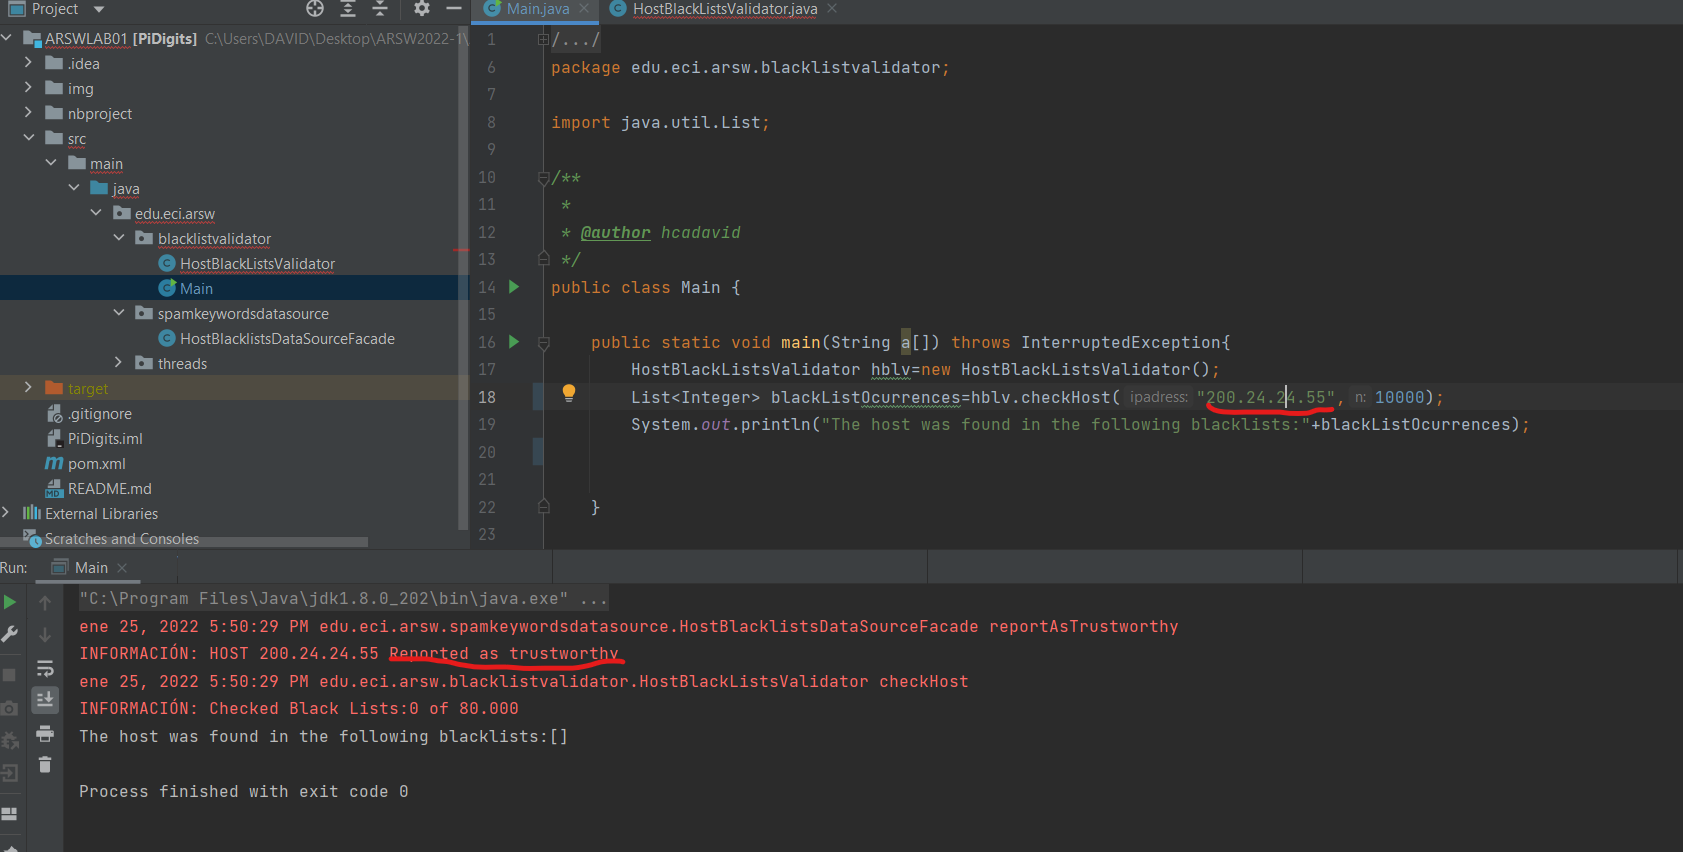 Project
Main.java
HostBlackListsValidator.java
ARSWLAB01 [PiDigits] C:\Users\DAVID\Desktop\ARSW2022-1\
.idea
img
nbproject
src
main
java
edu.eci.arsw
blacklistvalidator
HostBlackListsValidator
Main
spamkeywordsdatasource
HostBlacklistsDataSourceFacade
threads
target
.gitignore
PiDigits.iml
pom.xml
README.md
External Libraries
Scratches and Consoles
1 /.../
6 package edu.eci.arsw.blacklistvalidator;
7
8 import java.util.List;
9
10 /**
11 *
12 * @author hcadavid
13 */
14 public class Main {
15
16 public static void main(String a[]) throws InterruptedException{
17 HostBlackListsValidator hblv=new HostBlackListsValidator();
18 List<Integer> blackListOcurrences=hblv.checkHost( ipadress: "200.24.24.55", n: 10000);
19 System.out.println("The host was found in the following blacklists:"+blackListOcurrences);
20
21
22 }
23
Run: Main
"C:\Program Files\Java\jdk1.8.0_202\bin\java.exe" ...
ene 25, 2022 5:50:29 PM edu.eci.arsw.spamkeywordsdatasource.HostBlacklistsDataSourceFacade reportAsTrustworthy
INFORMACIÓN: HOST 200.24.24.55 Reported as trustworthy
ene 25, 2022 5:50:29 PM edu.eci.arsw.blacklistvalidator.HostBlackListsValidator checkHost
INFORMACIÓN: Checked Black Lists:0 of 80.000
The host was found in the following blacklists:[]
Process finished with exit code 0